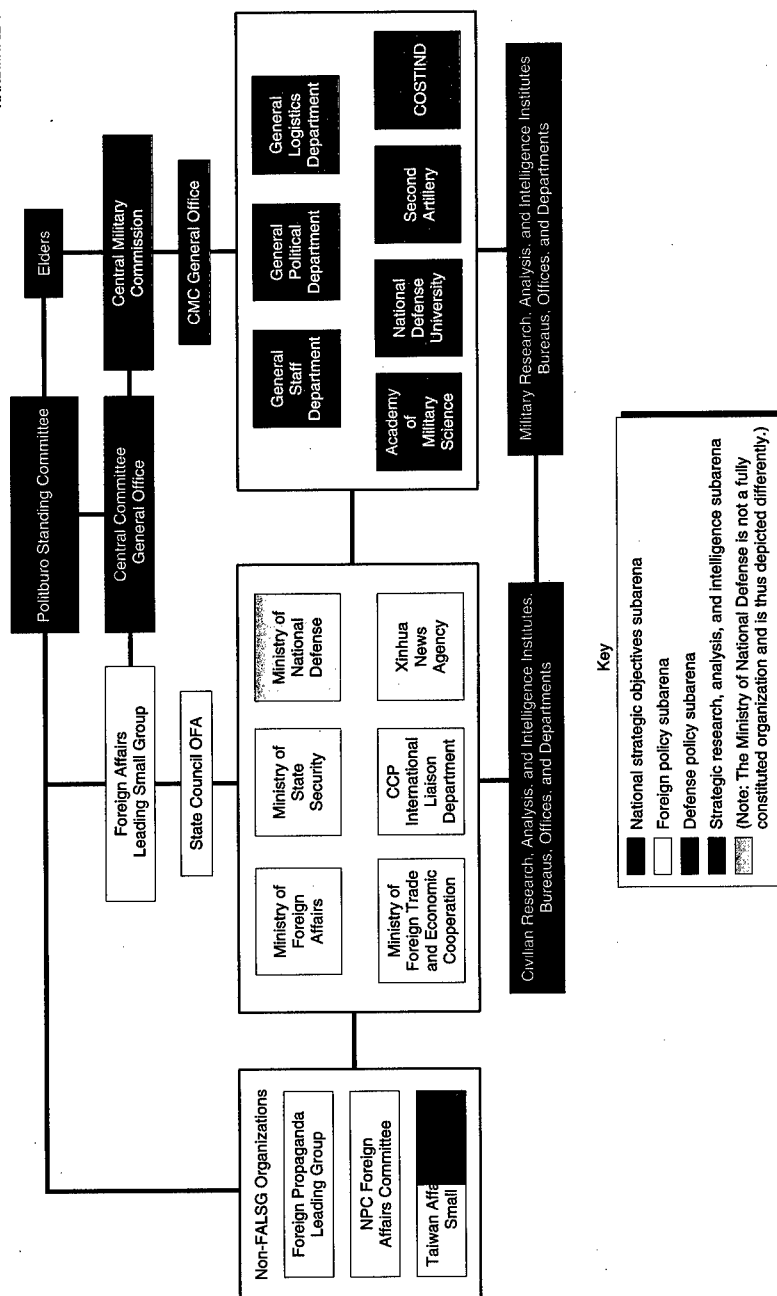 Elders
Politburo Standing Committee
Central Military
Commission
Central Committee
General Office
Foreign Affairs
Leading Small Group
CMC General Office
State Council OFA
Non-FALSG Organizations
Foreign Propaganda
Leading Group
NPC Foreign
Affairs Committee
Taiwan Affa
Small
Ministry of
Foreign
Affairs
Ministry of
State
Security
Ministry of
National
Defense
Ministry of
Foreign Trade
and Economic
Cooperation
CCP
International
Liaison
Department
Xinhua
News
Agency
General
Staff
Department
General
Political
Department
General
Logistics
Department
Academy
of
Military
Science
National
Defense
University
Second
Artillery
COSTIND
Civilian Research, Analysis, and Intelligence Institutes,
Bureaus, Offices, and Departments
Military Research, Analysis, and Intelligence Institutes
Bureaus, Offices, and Departments
Key
National strategic objectives subarena
Foreign policy subarena
Defense policy subarena
Strategic research, analysis, and intelligence subarena
(Note: The Ministry of National Defense is not a fully
constituted organization and is thus depicted differently.)